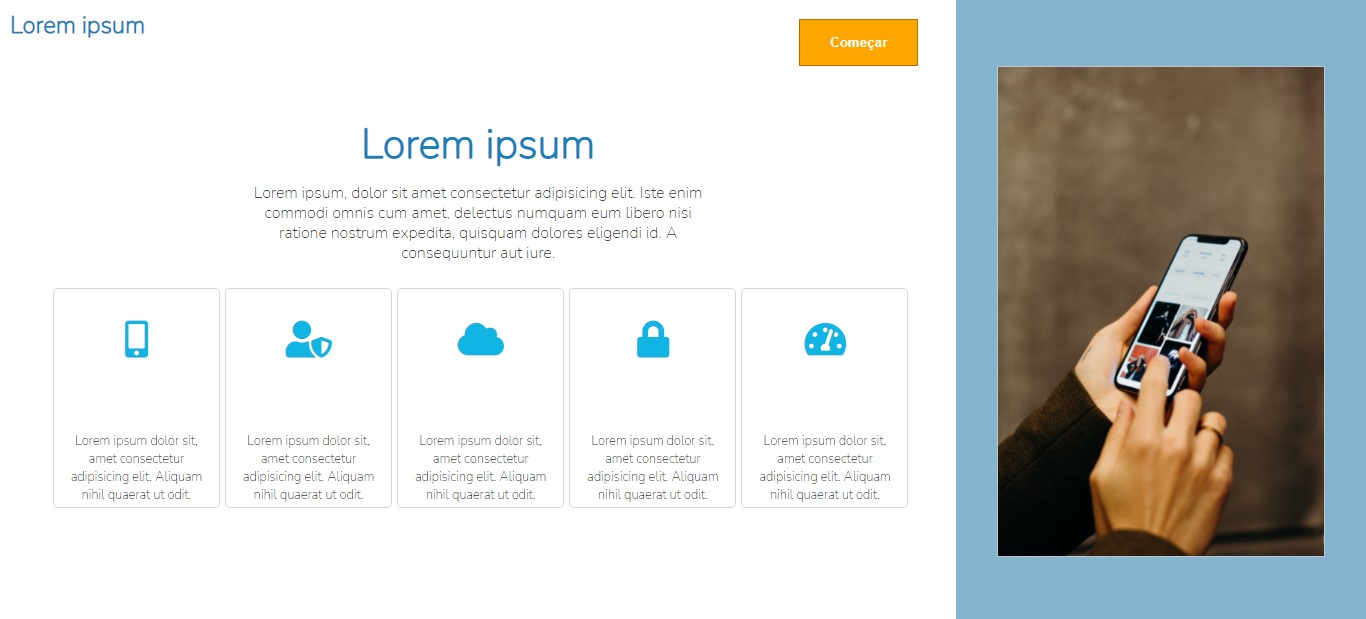 Lorem ipsum
Começar
Lorem ipsum
Lorem ipsum, dolor sit amet consectetur adipisicing elit. Iste enim
commodi omnis cum amet, delectus numquam eum libero nisi
ratione nostrum expedita, quisquam dolores eligendi id. A
consequuntur aut iure.
Lorem ipsum dolor sit,
amet consectetur
adipisicing elit. Aliquam
nihil quaerat ut odit.
Lorem ipsum dolor sit,
amet consectetur
adipisicing elit. Aliquam
nihil quaerat ut odit.
Lorem ipsum dolor sit,
amet consectetur
adipisicing elit. Aliquam
nihil quaerat ut odit.
Lorem ipsum dolor sit,
amet consectetur
adipisicing elit. Aliquam
nihil quaerat ut odit.
Lorem ipsum dolor sit,
amet consectetur
adipisicing elit. Aliquam
nihil quaerat ut odit.